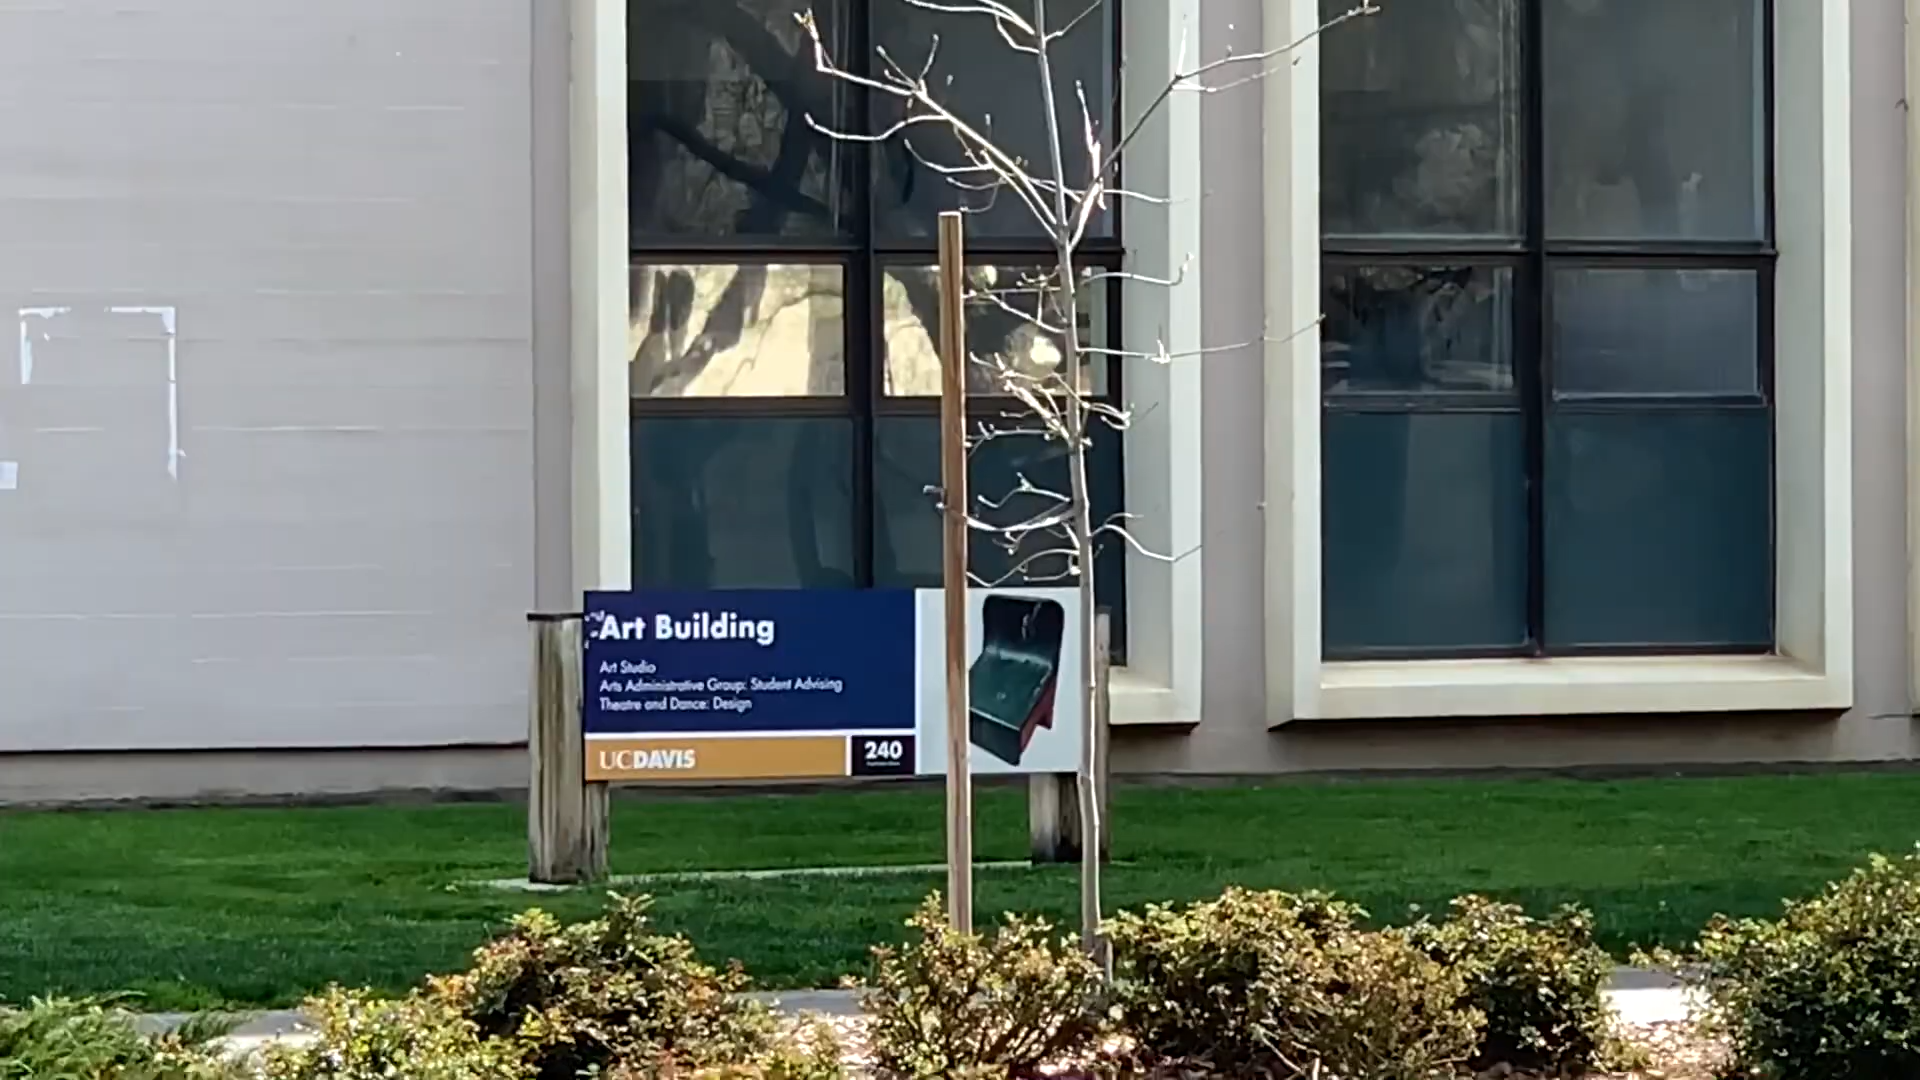 Art Building
Art Studio
Arts Administrative Group: Student Advising
Theatre and Dance: Design
UCDAVIS
240